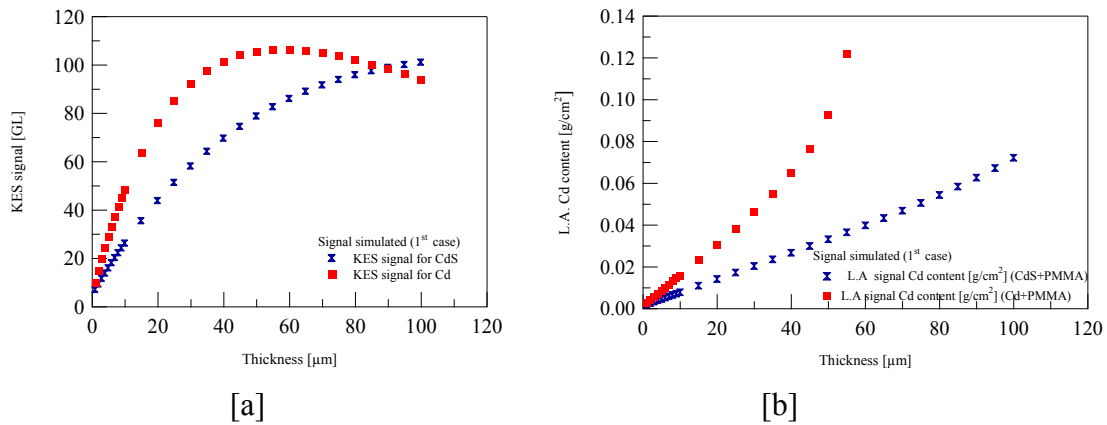 120
100
80
60
40
20
0
KES signal [GL]
Signal simulated (1st case)
KES signal for CdS
KES signal for Cd
0 20 40 60 80 100 120
Thickness [µm]
[a]
0.14
0.12
0.10
0.08
0.06
0.04
0.02
0.00
L.A. Cd content [g/cm2]
Signal simulated (1st case)
L.A signal Cd content [g/cm2] (CdS+PMMA)
L.A signal Cd content [g/cm2] (Cd+PMMA)
0 20 40 60 80 100 120
Thickness [µm]
[b]